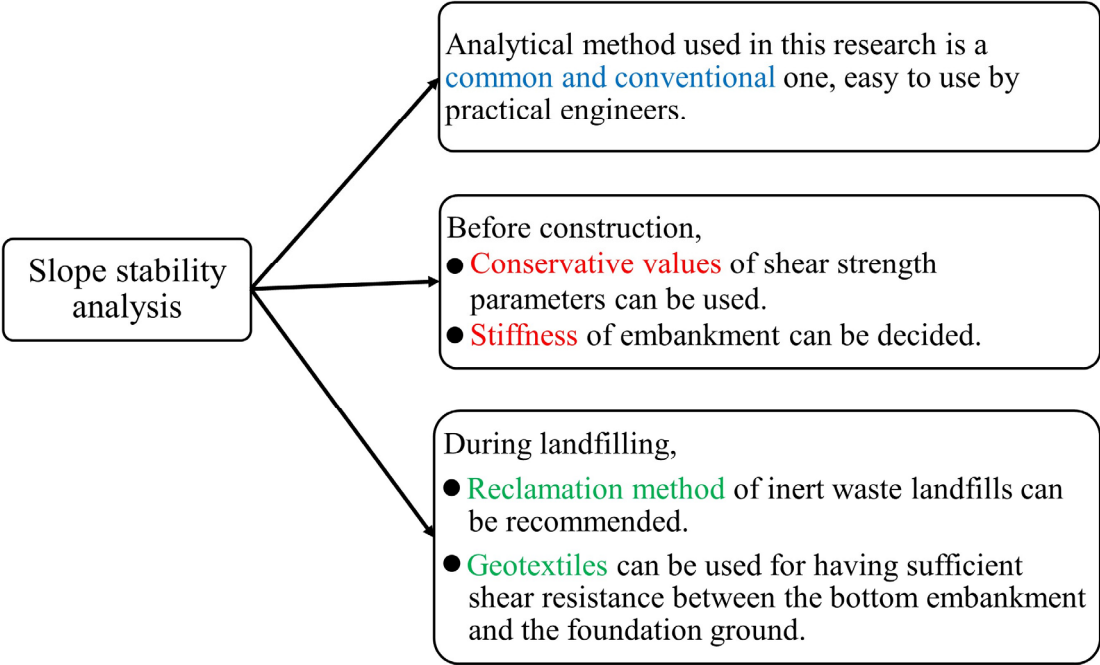 Analytical method used in this research is a
common and conventional one, easy to use by
practical engineers.
Slope stability
analysis
Before construction,
● Conservative values of shear strength
parameters can be used.
● Stiffness of embankment can be decided.
During landfilling,
● Reclamation method of inert waste landfills can
be recommended.
● Geotextiles can be used for having sufficient
shear resistance between the bottom embankment
and the foundation ground.